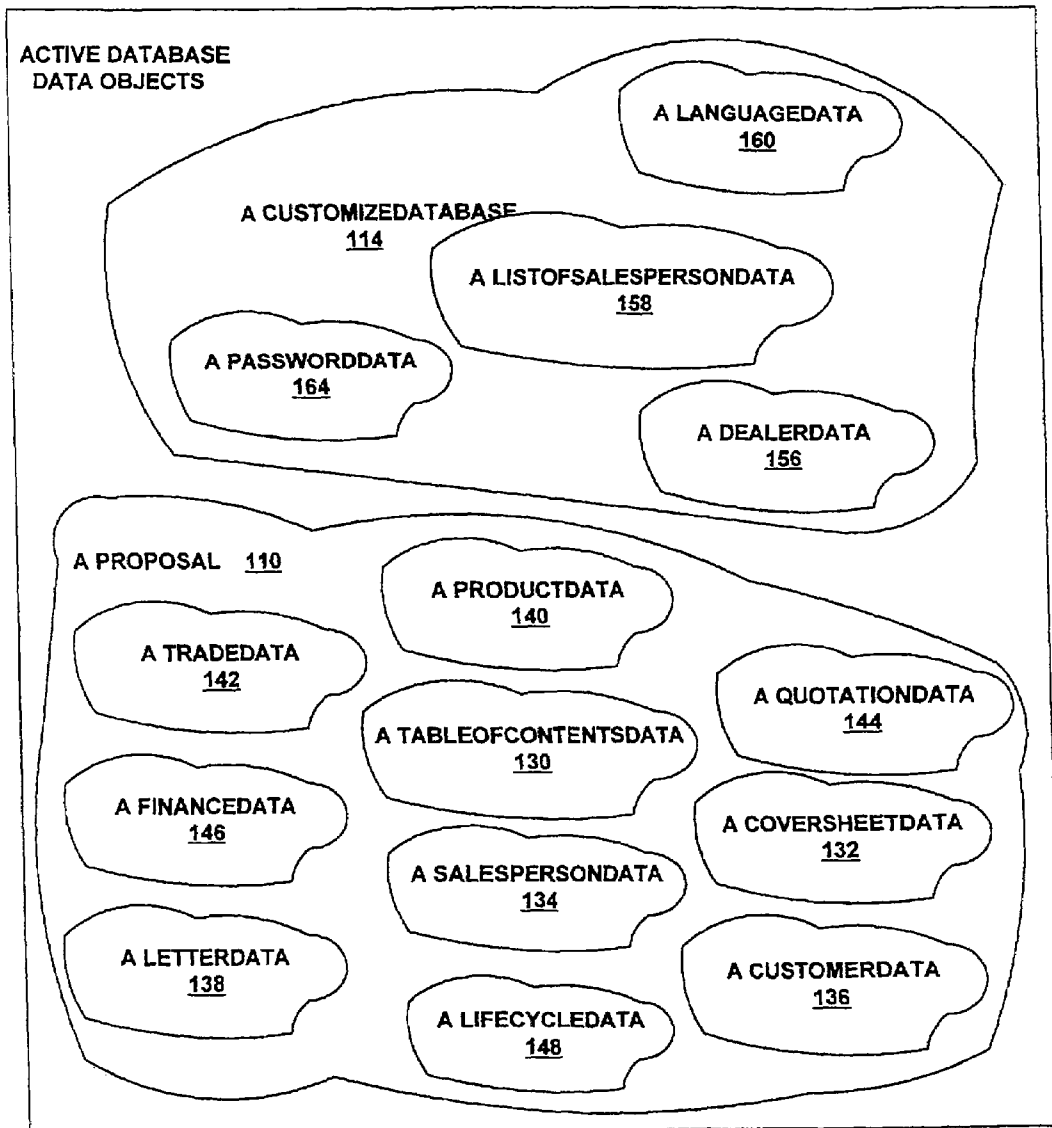 ACTIVE DATABASE
DATA OBJECTS
A LANGUAGEDATA
160
A CUSTOMIZEDATABASE
114
A LISTOFSALESPERSONDATA
158
A PASSWORDDATA
164
A DEALERDATA
156
A PROPOSAL 110
A PRODUCTDATA
140
A TRADEDATA
142
A QUOTATIONDATA
144
A TABLEOFCONTENTSDATA
130
A FINANCEDATA
146
A COVERSHEETDATA
132
A SALESPERSONDATA
134
A LETTERDATA
138
A CUSTOMERDATA
136
A LIFECYCLEDATA
148